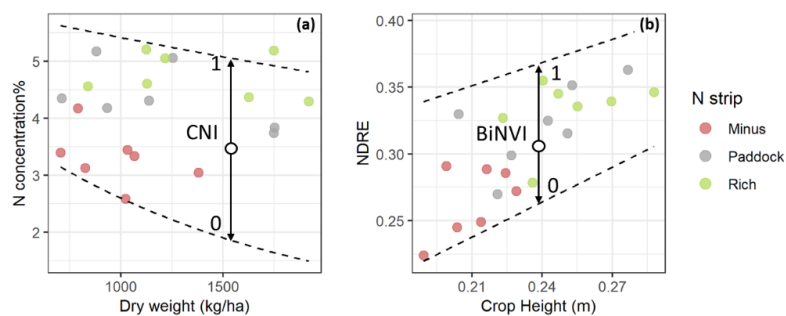 (a)
N concentration%
5
4
3
2
1
CNI
0
1000
1500
Dry weight (kg/ha)
(b)
NDRE
0.40
0.35
0.30
0.25
1
BiNVI
0
0.21
0.24
0.27
Crop Height (m)
N strip
Minus
Paddock
Rich